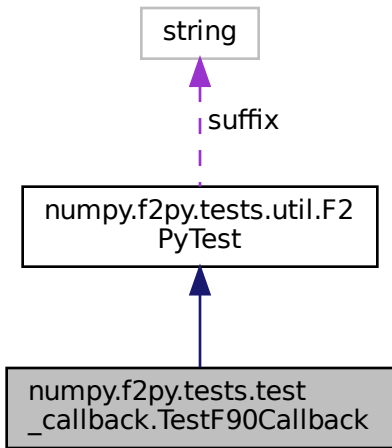 string
suffix
numpy.f2py.tests.util.F2
PyTest
numpy.f2py.tests.test
_callback.TestF90Callback